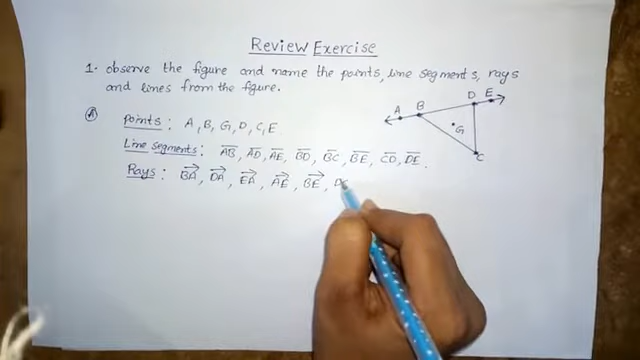 Review Exercise
1. observe the figure and name the points, line segments, rays
and lines from the figure.
A B D E
G
C
A points : A, B, G, D, C, E
Line segments : AB, AD, AE, BD, BC, BE, CD, DE.
Rays : BA, DA, EA, AE, BE, D